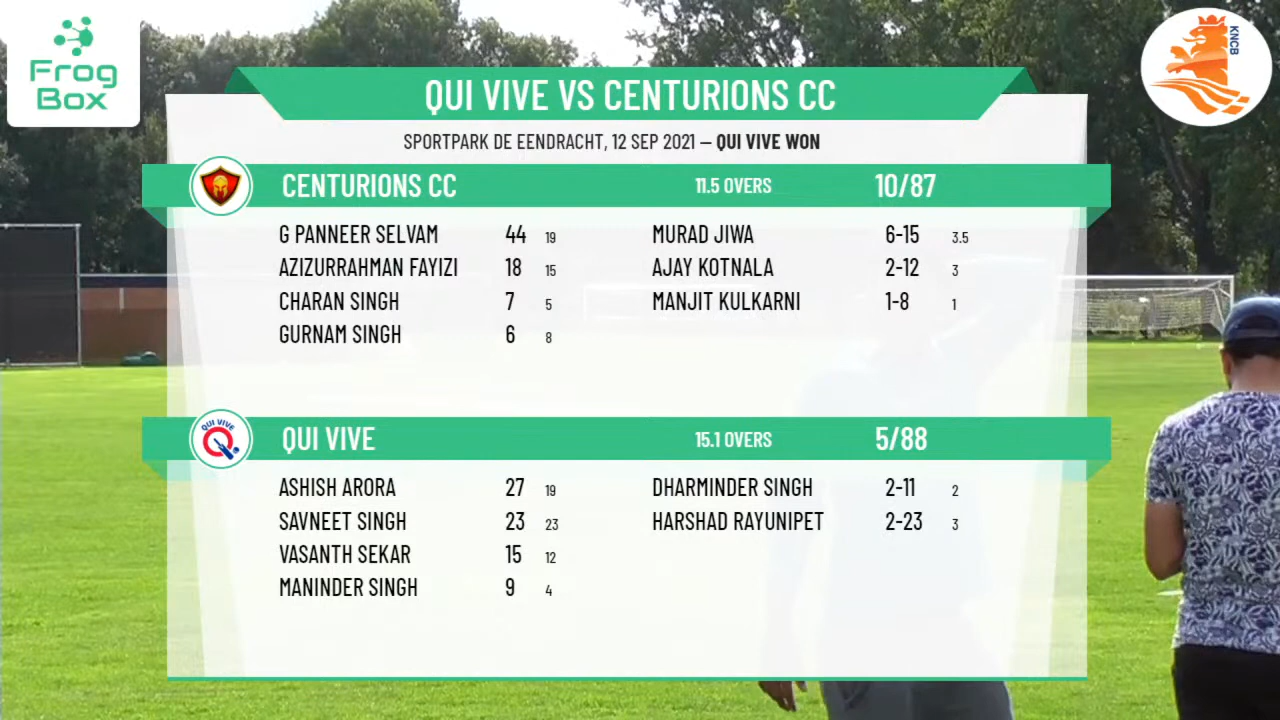 Frog
Box
KNCB
QUI VIVE VS CENTURIONS CC
SPORTPARK DE EENDRACHT, 12 SEP 2021 – QUI VIVE WON
CENTURIONS CC 11.5 OVERS 10/87
G PANNEER SELVAM 44 19 MURAD JIWA 6-15 3.5
AZIZURRAHMAN FAYIZI 18 15 AJAY KOTNALA 2-12 3
CHARAN SINGH 7 5 MANJIT KULKARNI 1-8 1
GURNAM SINGH 6 8
QUI VIVE
QUI VIVE 15.1 OVERS 5/88
ASHISH ARORA 27 19 DHARMINDER SINGH 2-11 2
SAVNEET SINGH 23 23 HARSHAD RAYUNIPET 2-23 3
VASANTH SEKAR 15 12
MANINDER SINGH 9 4